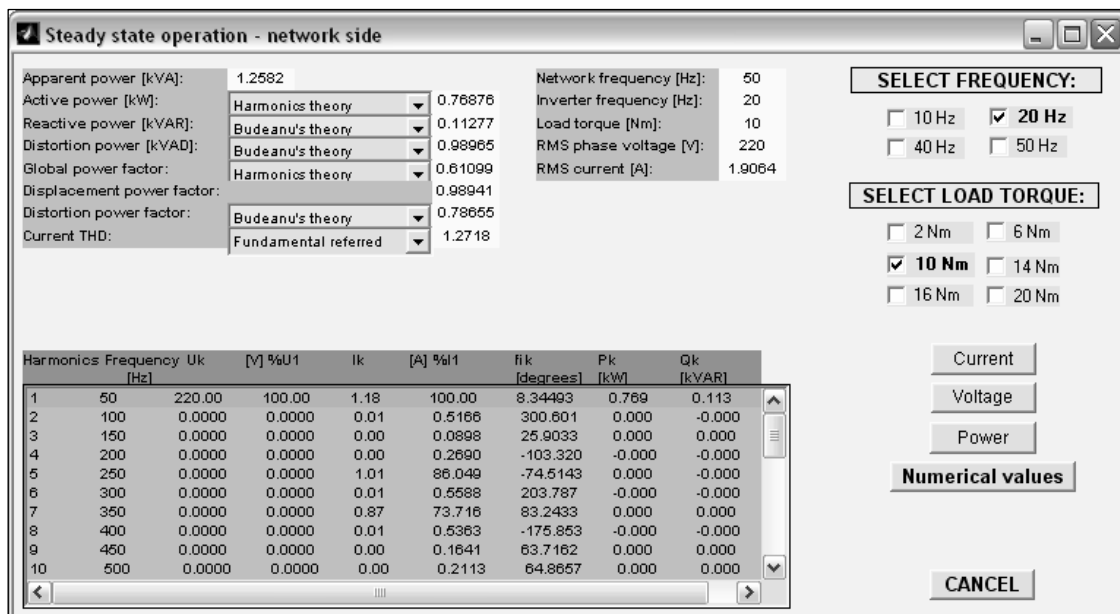 Steady state operation - network side
Apparent power [kVA]: 1.2582
Active power [kW]: Harmonics theory 0.76876
Reactive power [kVAR]: Budeanu's theory 0.11277
Distortion power [kVAD]: Budeanu's theory 0.98965
Global power factor: Harmonics theory 0.61099
Displacement power factor: 0.98941
Distortion power factor: Budeanu's theory 0.78655
Current THD: Fundamental referred 1.2718
Network frequency [Hz]: 50
Inverter frequency [Hz]: 20
Load torque [Nm]: 10
RMS phase voltage [V]: 220
RMS current [A]: 1.9064
SELECT FREQUENCY:
10 Hz 20 Hz
40 Hz 50 Hz
SELECT LOAD TORQUE:
2 Nm 6 Nm
10 Nm 14 Nm
16 Nm 20 Nm
Harmonics Frequency Uk [V] %U1 Ik [A] %I1 fik Pk Qk
[Hz] [degrees] [kW] [kVAR]
1 50 220.00 100.00 1.18 100.00 8.34493 0.769 0.113
2 100 0.0000 0.0000 0.01 0.5166 300.601 0.000 -0.000
3 150 0.0000 0.0000 0.00 0.0898 25.9033 0.000 0.000
4 200 0.0000 0.0000 0.00 0.2690 -103.320 0.000 -0.000
5 250 0.0000 0.0000 1.01 86.049 -74.5143 0.000 0.000
6 300 0.0000 0.0000 0.01 0.5588 203.787 -0.000 -0.000
7 350 0.0000 0.0000 0.87 73.716 83.2433 0.000 0.000
8 400 0.0000 0.0000 0.01 0.5363 -175.853 -0.000 -0.000
9 450 0.0000 0.0000 0.00 0.1641 63.7162 0.000 0.000
10 500 0.0000 0.0000 0.00 0.2113 64.8657 0.000 0.000
Current
Voltage
Power
Numerical values
CANCEL